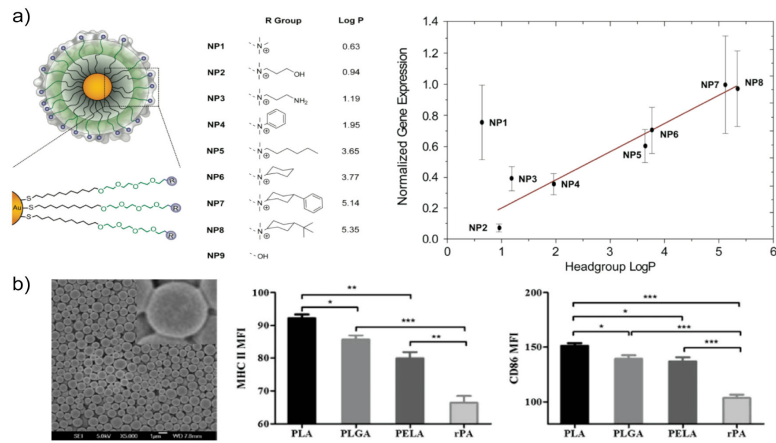 a)
R Group Log P
NP1 N ⊕ 0.63
NP2 N ⊕ OH 0.94
NP3 N ⊕ NH2 1.19
NP4 N ⊕ 1.95
NP5 N ⊕ 3.65
NP6 N ⊕ 3.77
NP7 N ⊕ 5.14
NP8 N ⊕ 5.35
NP9 OH
Au
S O O O O R
S O O O O R
S O O O O R
Normalized Gene Expression
1.4
1.2
1.0
0.8
0.6
0.4
0.2
0.0
NP1
NP2
NP3
NP4
NP5
NP6
NP7
NP8
0 1 2 3 4 5 6
Headgroup LogP
b)
SEI 5.0kV X5,000 1μm WD 7.8mm
MHC II MFI
100
90
80
70
60
**
*
***
**
PLA PLGA PELA rPA
CD86 MFI
200
150
100
***
*
* ***
***
PLA PLGA PELA rPA